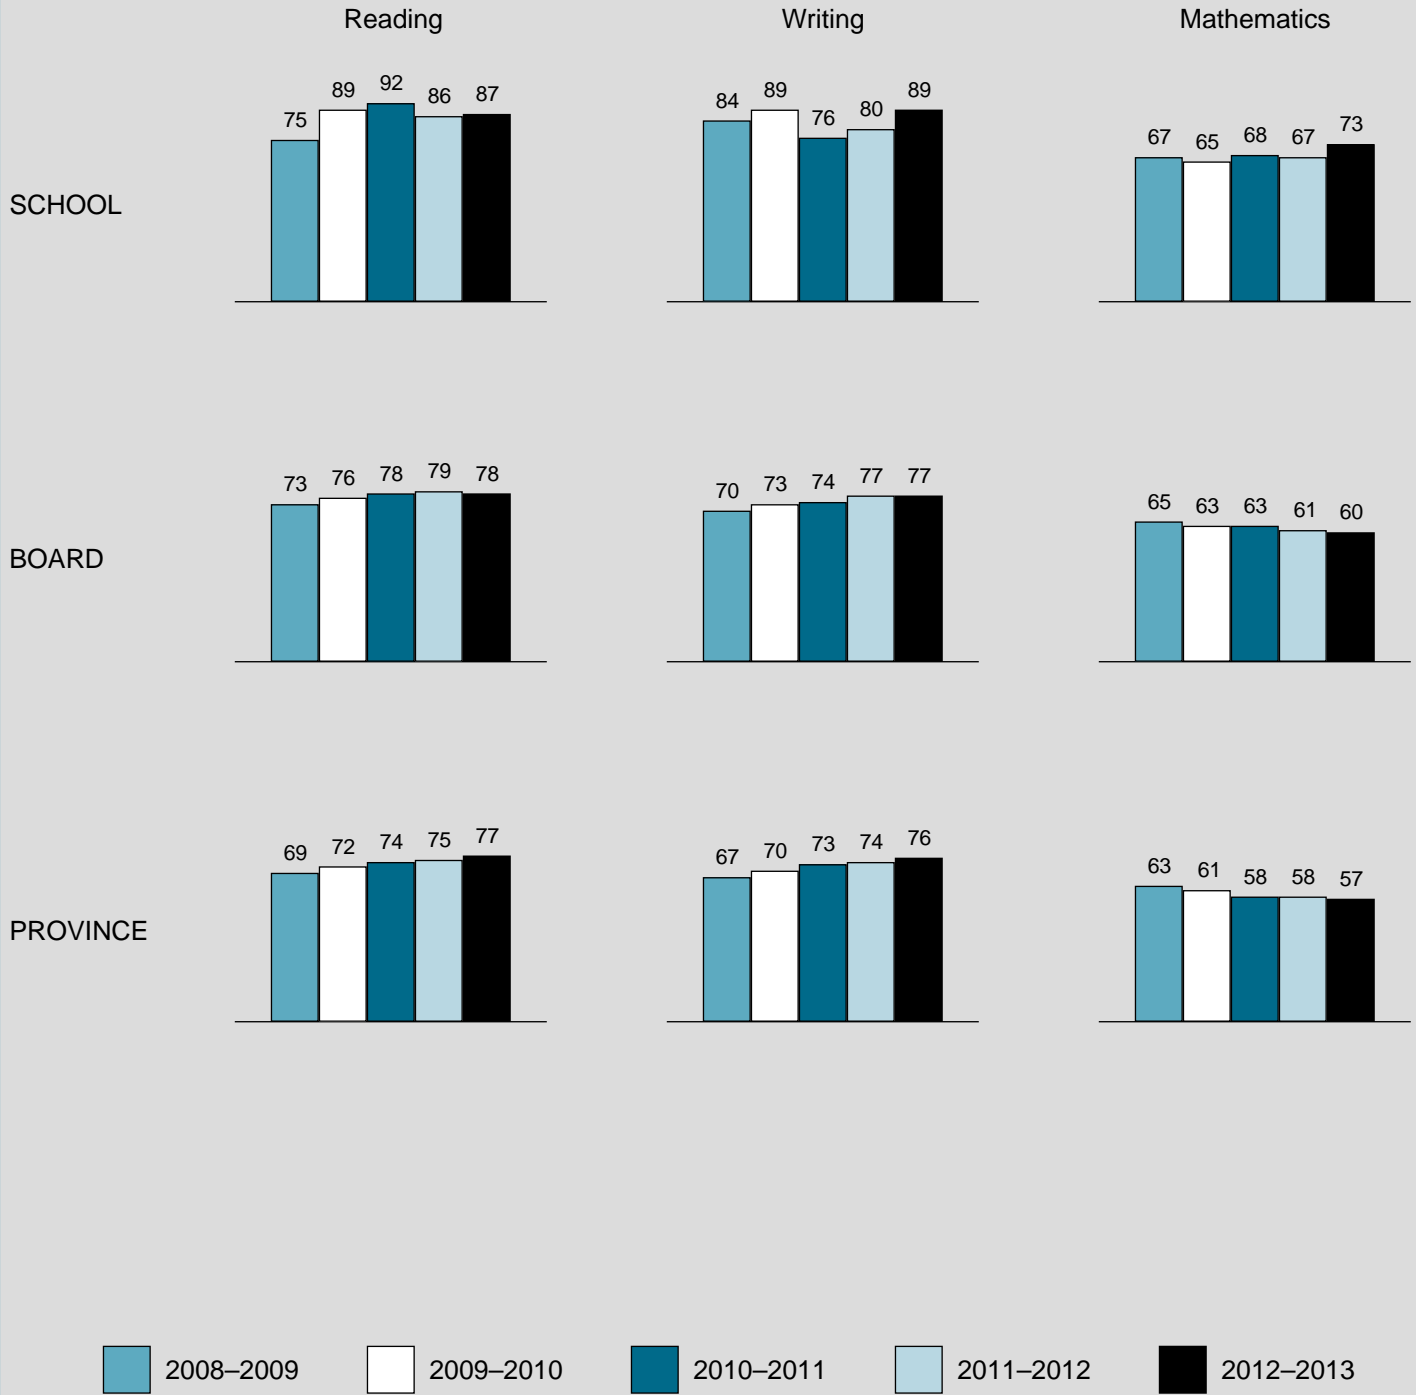 Reading Writing Mathematics
75 89 92 86 87 84 89 76 80 89 67 65 68 67 73
SCHOOL
73 76 78 79 78 70 73 74 77 77 65 63 63 61 60
BOARD
69 72 74 75 77 67 70 73 74 76 63 61 58 58 57
PROVINCE
2008–2009 2009–2010 2010–2011 2011–2012 2012–2013